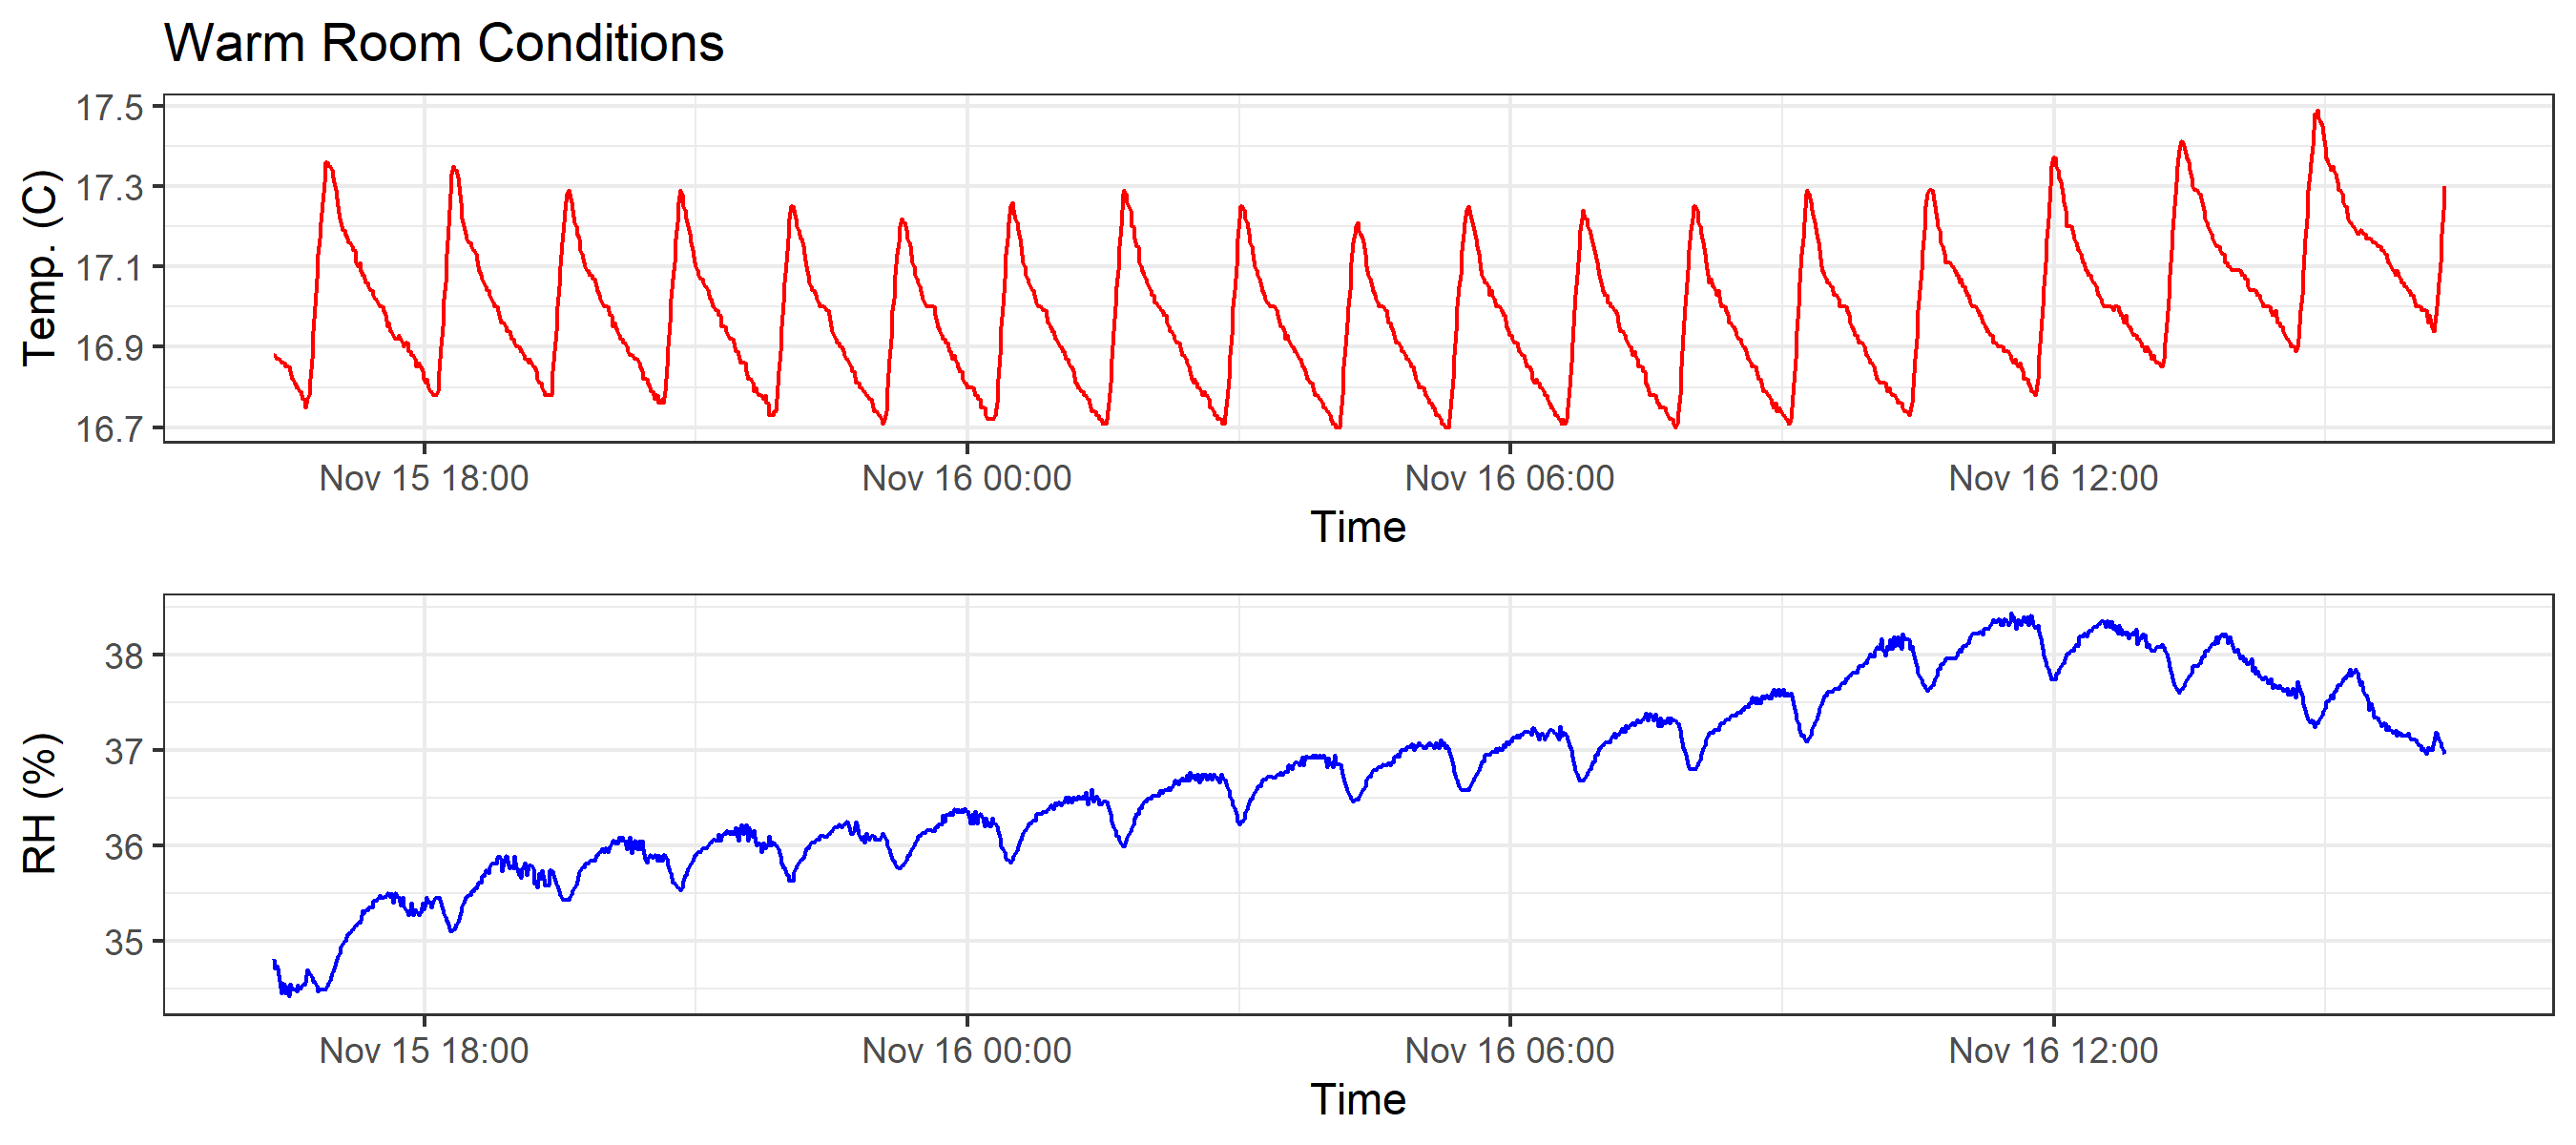 Warm Room Conditions
17.5
17.3
17.1
16.9
16.7
Temp. (C)
Nov 15 18:00 Nov 16 00:00 Nov 16 06:00 Nov 16 12:00
Time
38
37
36
35
RH (%)
Nov 15 18:00 Nov 16 00:00 Nov 16 06:00 Nov 16 12:00
Time